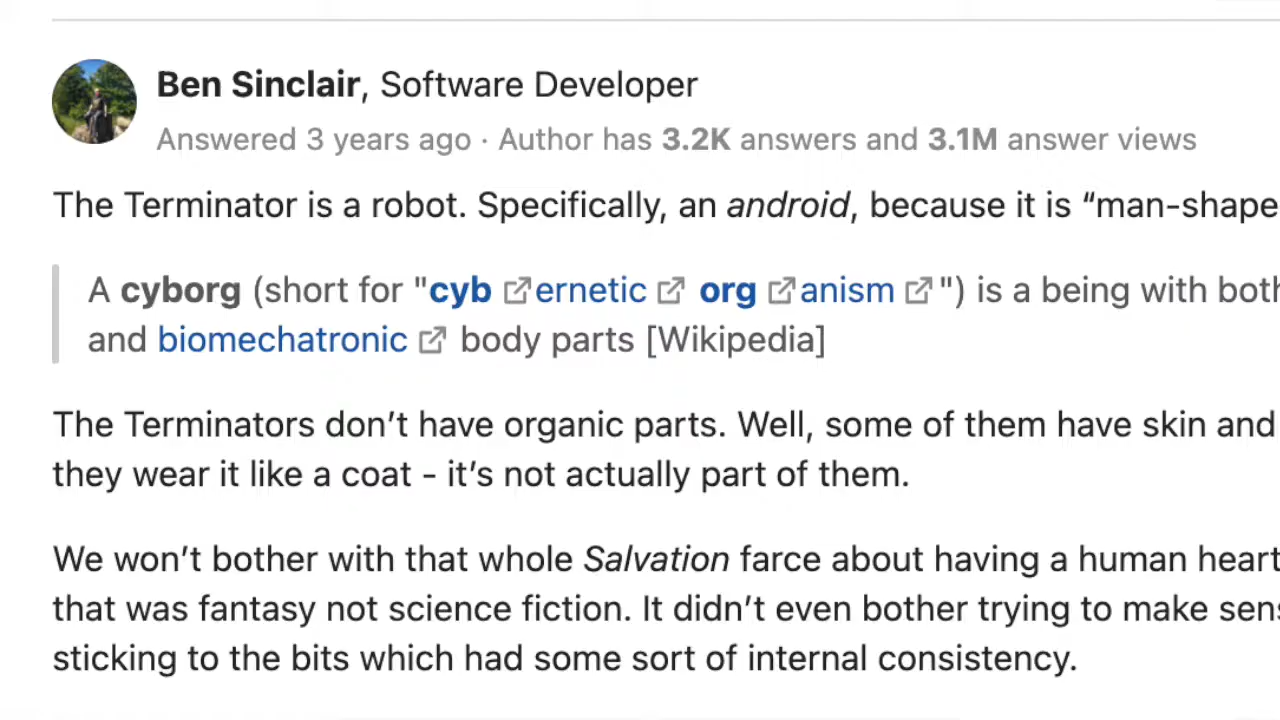 Ben Sinclair, Software Developer
Answered 3 years ago · Author has 3.2K answers and 3.1M answer views
The Terminator is a robot. Specifically, an android, because it is “man-shape
A cyborg (short for "cyb ernetic org anism ") is a being with both
and biomechatronic body parts [Wikipedia]
The Terminators don’t have organic parts. Well, some of them have skin and
they wear it like a coat - it’s not actually part of them.
We won’t bother with that whole Salvation farce about having a human heart
that was fantasy not science fiction. It didn’t even bother trying to make sens
sticking to the bits which had some sort of internal consistency.